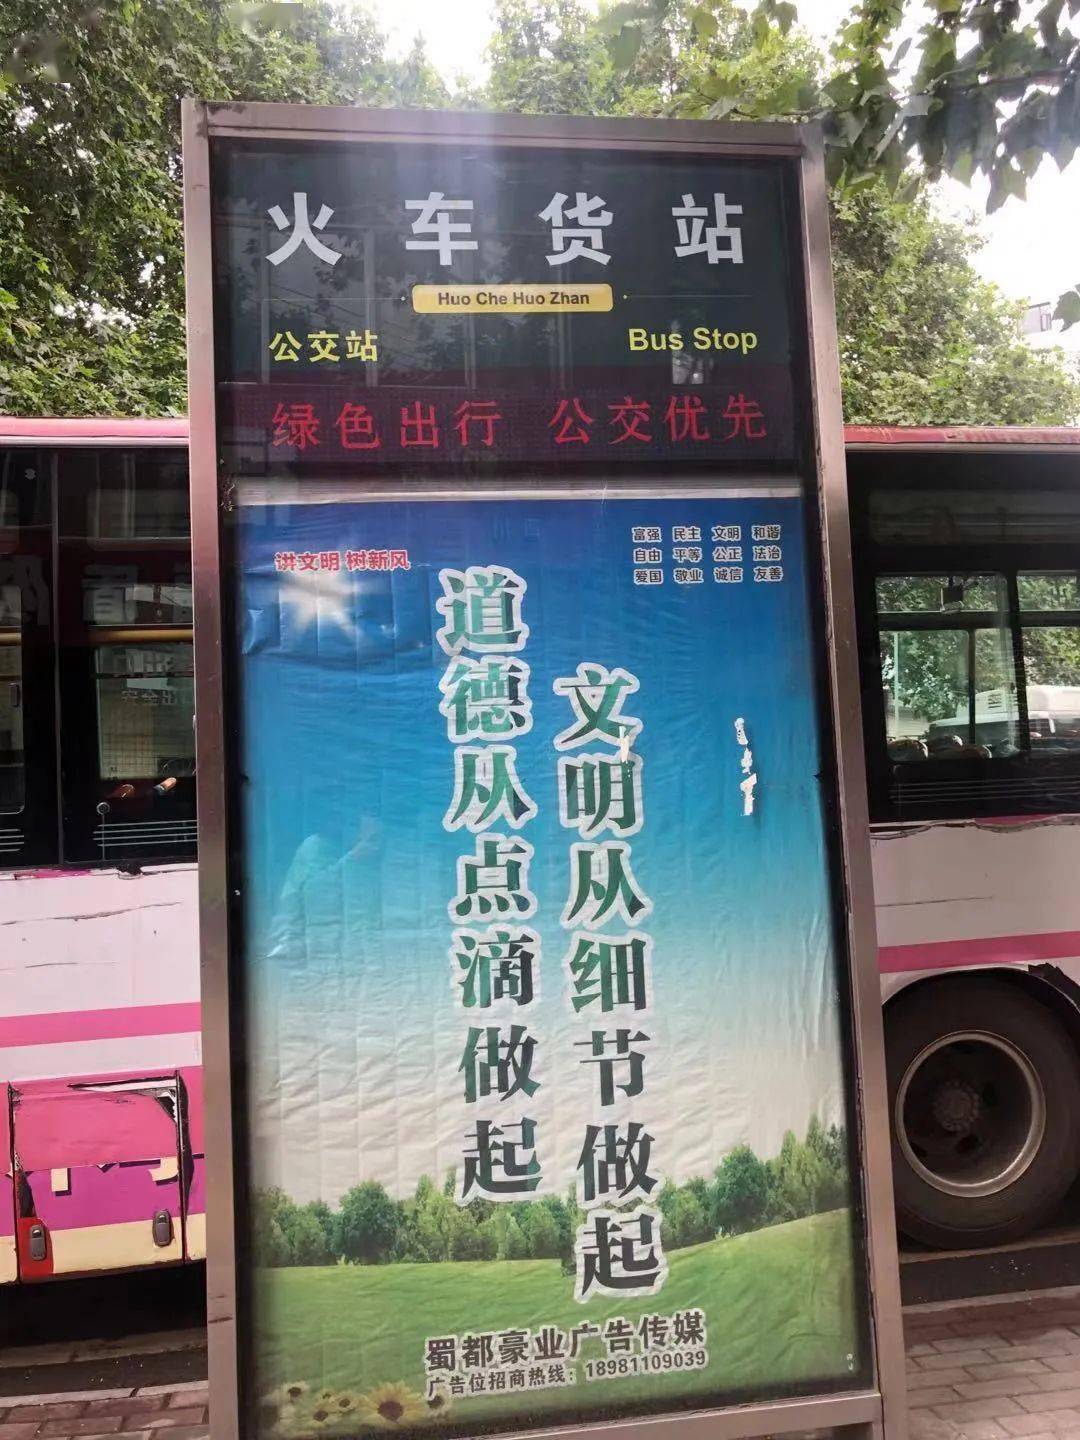 火车货站
Huo Che Huo Zhan
公交站 Bus Stop
绿色出行 公交优先
讲文明 树新风
富强 民主 文明 和谐
自由 平等 公正 法治
爱国 敬业 诚信 友善
道德从点滴做起
文明从细节做起
蜀都豪业广告传媒
广告位招商热线：18981109039